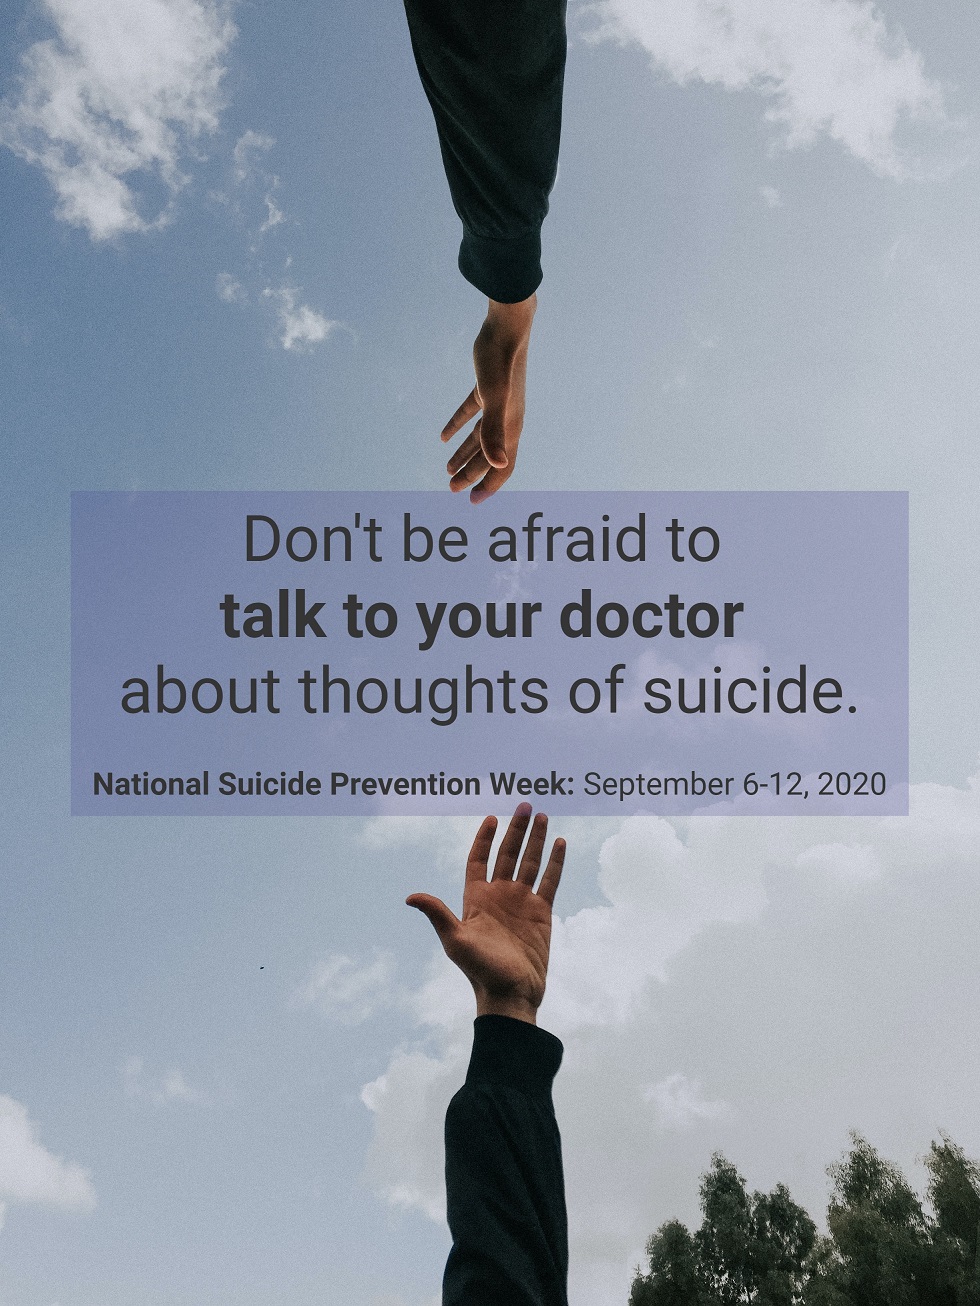 Don't be afraid to
talk to your doctor
about thoughts of suicide.
National Suicide Prevention Week: September 6-12, 2020